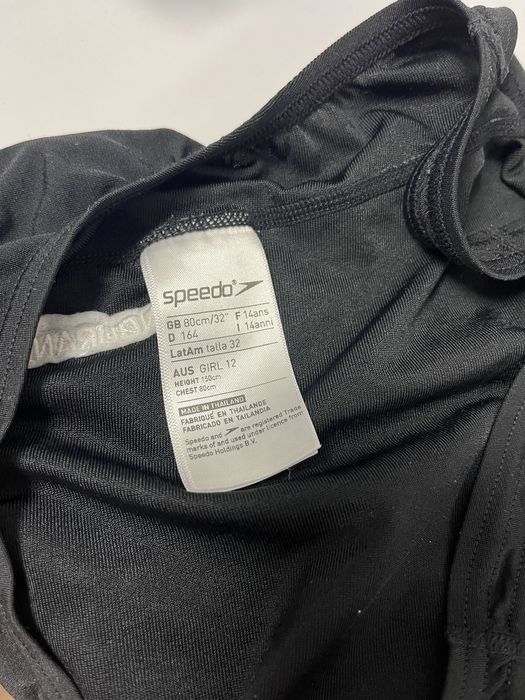 speedo®
GB 80cm/32" F 14ans
D 164 I 14anni
LatAm talla 32
AUS GIRL 12
HEIGHT 150cm
CHEST 80cm
MADE IN THAILAND
FABRIQUÉ EN THAILANDE
FABRICADO EN TAILANDIA
Speedo and are registered Trade
marks of and used under licence from
Speedo Holdings B.V.